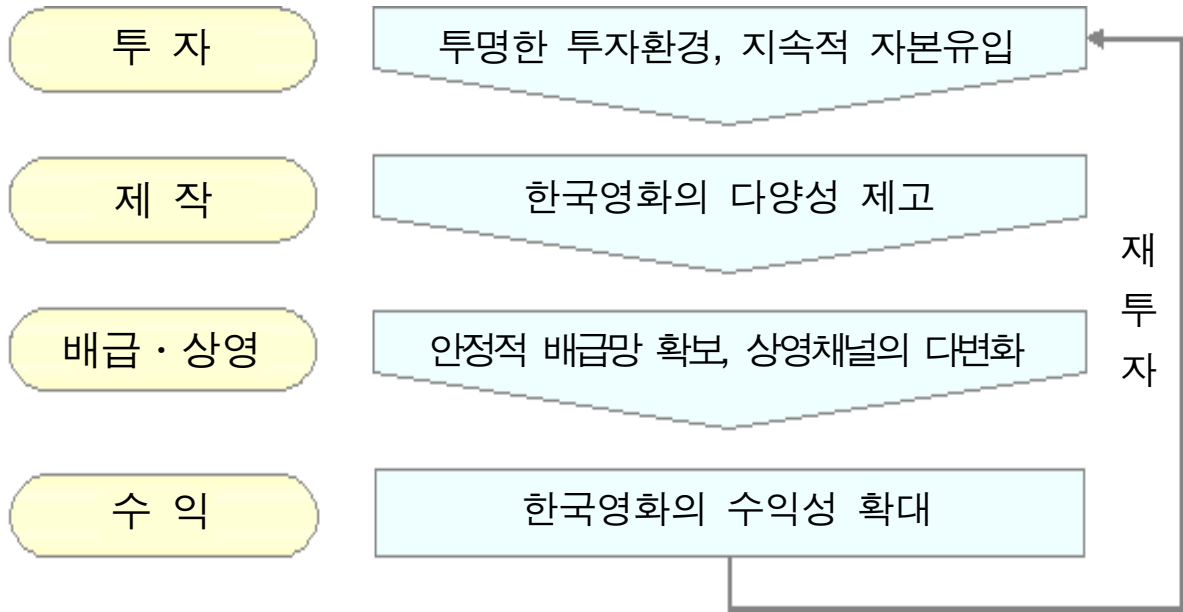 투 자
투명한 투자환경, 지속적 자본유입
제 작
한국영화의 다양성 제고
배급 · 상영
안정적 배급망 확보, 상영채널의 다변화
수 익
한국영화의 수익성 확대
재
투
자